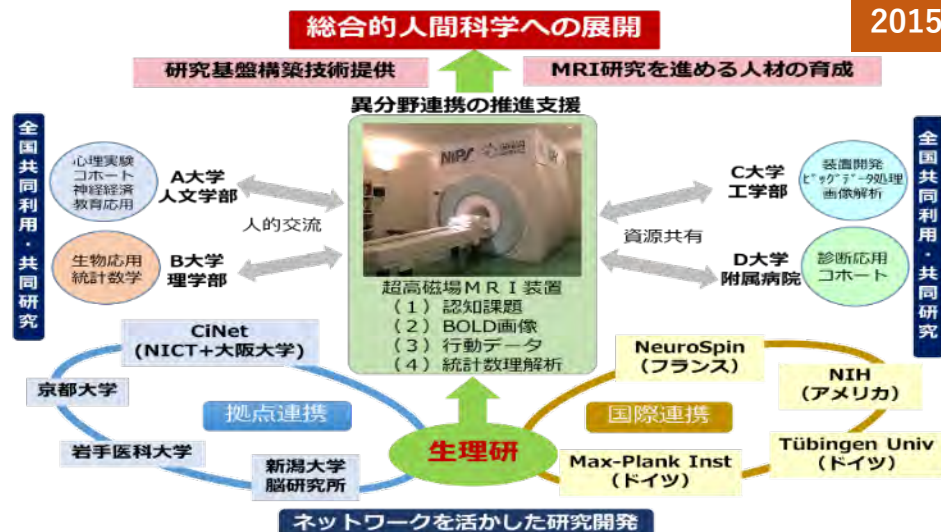 2015
総合的人間科学への展開
研究基盤構築技術提供
MRI研究を進める人材の育成
異分野連携の推進支援
全国共同利用・共同研究
心理実験
コホート
神経経済
教育応用
A大学
人文学部
人的交流
生物応用
統計数学
B大学
理学部
NIPS
超高磁場MRI装置
(1) 認知課題
(2) BOLD画像
(3) 行動データ
(4) 統計数理解析
C大学
工学部
装置開発
ビッグデータ処理
画像解析
資源共有
D大学
附属病院
診断応用
コホート
全国共同利用・共同研究
CiNet
(NICT+大阪大学)
京都大学
岩手医科大学
新潟大学
脳研究所
拠点連携
生理研
国際連携
NeuroSpin
(フランス)
NIH
(アメリカ)
Tübingen Univ
(ドイツ)
Max-Plank Inst
(ドイツ)
ネットワークを活かした研究開発